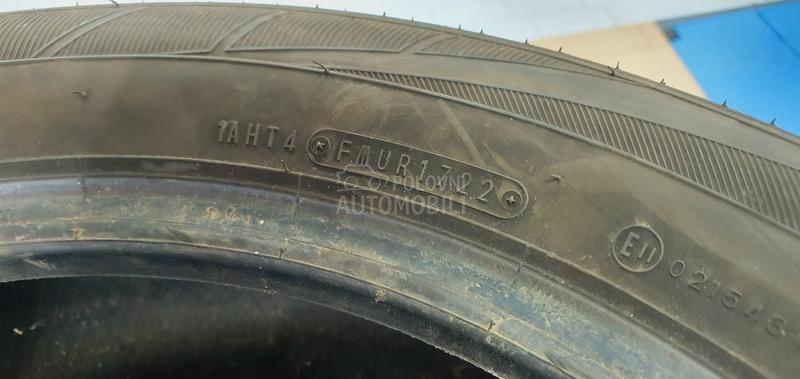 1AHT4 FMUR1722
POLOVNI
AUTOMOBILI
E11 021548